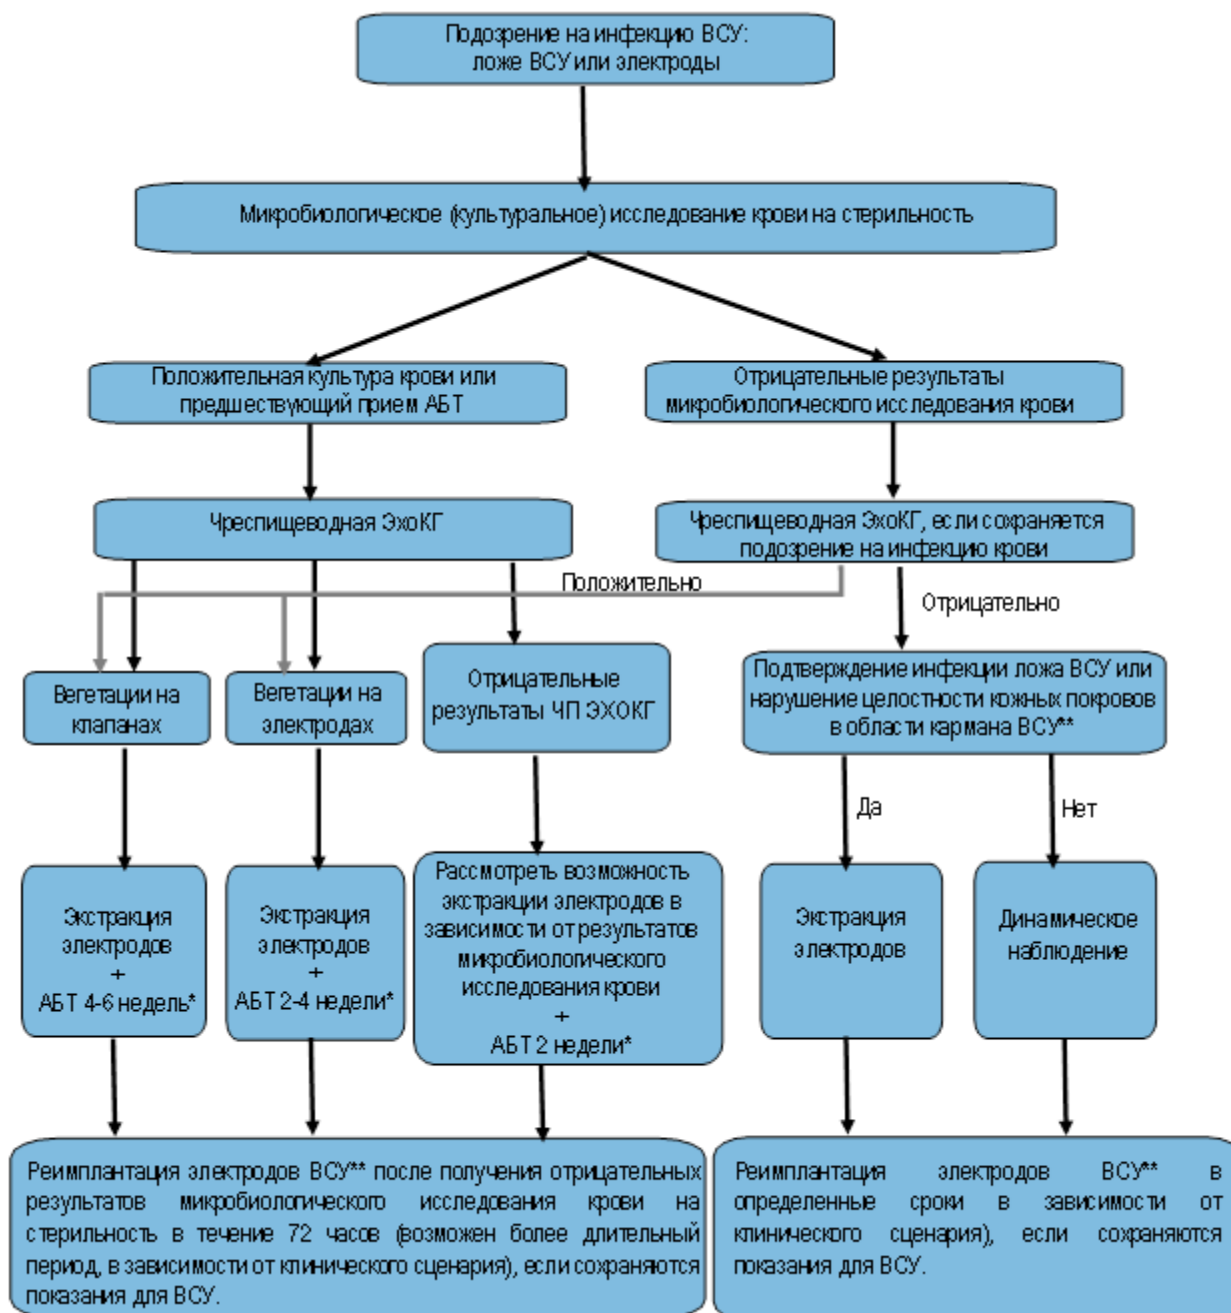 Подозрение на инфекцию ВСУ:
ложе ВСУ или электроды
Микробиологическое (культуральное) исследование крови на стерильность
Положительная культура крови или
предшествующий прием АБТ
Отрицательные результаты
микробиологического исследования крови
Чреспищеводная ЭхоКГ
Чреспищеводная ЭхоКГ, если сохраняется
подозрение на инфекцию крови
Положительно
Отрицательно
Вегетации на
клапанах
Вегетации на
электродах
Отрицательные
результаты ЧП ЭХОКГ
Подтверждение инфекции ложа ВСУ или
нарушение целостности кожных покровов
в области кармана ВСУ**
Да
Нет
Экстракция
электродов
+
АБТ 4-6 недель*
Экстракция
электродов
+
АБТ 2-4 недели*
Рассмотреть возможность
экстракции электродов в
зависимости от результатов
микробиологического
исследования крови
+
АБТ 2 недели*
Экстракция
электродов
Динамическое
наблюдение
Реимплантация электродов ВСУ** после получения отрицательных
результатов микробиологического исследования крови на
стерильность в течение 72 часов (возможен более длительный
период, в зависимости от клинического сценария), если сохраняются
показания для ВСУ.
Реимплантация электродов ВСУ** в
определенные сроки в зависимости от
клинического сценария), если сохраняются
показания для ВСУ.